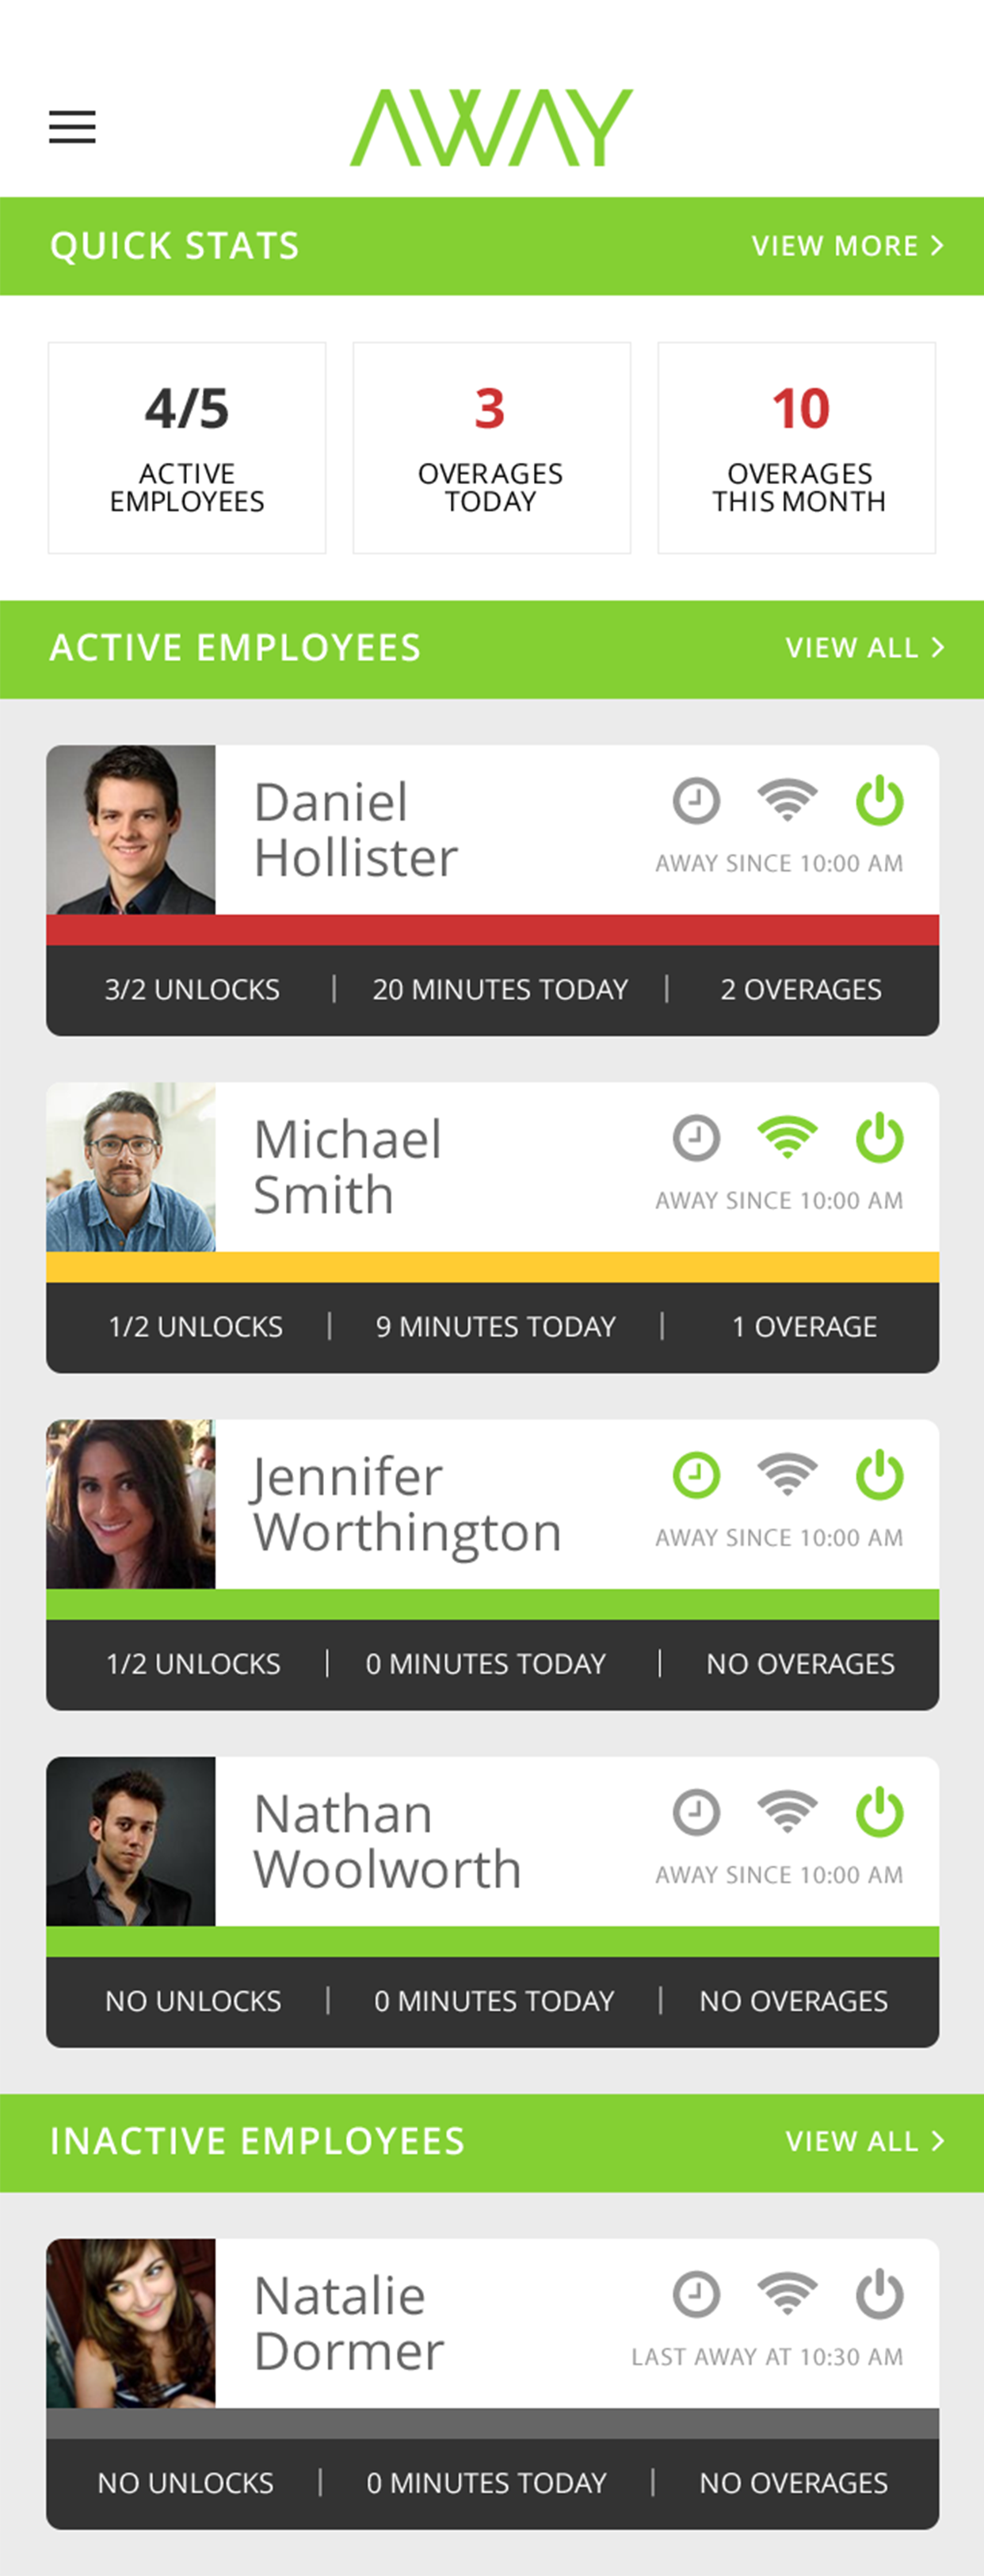 AWAY
QUICK STATS
VIEW MORE >
4/5
ACTIVE
EMPLOYEES
3
OVERAGES
TODAY
10
OVERAGES
THIS MONTH
ACTIVE EMPLOYEES
VIEW ALL >
Daniel
Hollister
AWAY SINCE 10:00 AM
3/2 UNLOCKS | 20 MINUTES TODAY | 2 OVERAGES
Michael
Smith
AWAY SINCE 10:00 AM
1/2 UNLOCKS | 9 MINUTES TODAY | 1 OVERAGE
Jennifer
Worthington
AWAY SINCE 10:00 AM
1/2 UNLOCKS | 0 MINUTES TODAY | NO OVERAGES
Nathan
Woolworth
AWAY SINCE 10:00 AM
NO UNLOCKS | 0 MINUTES TODAY | NO OVERAGES
INACTIVE EMPLOYEES
VIEW ALL >
Natalie
Dormer
LAST AWAY AT 10:30 AM
NO UNLOCKS | 0 MINUTES TODAY | NO OVERAGES